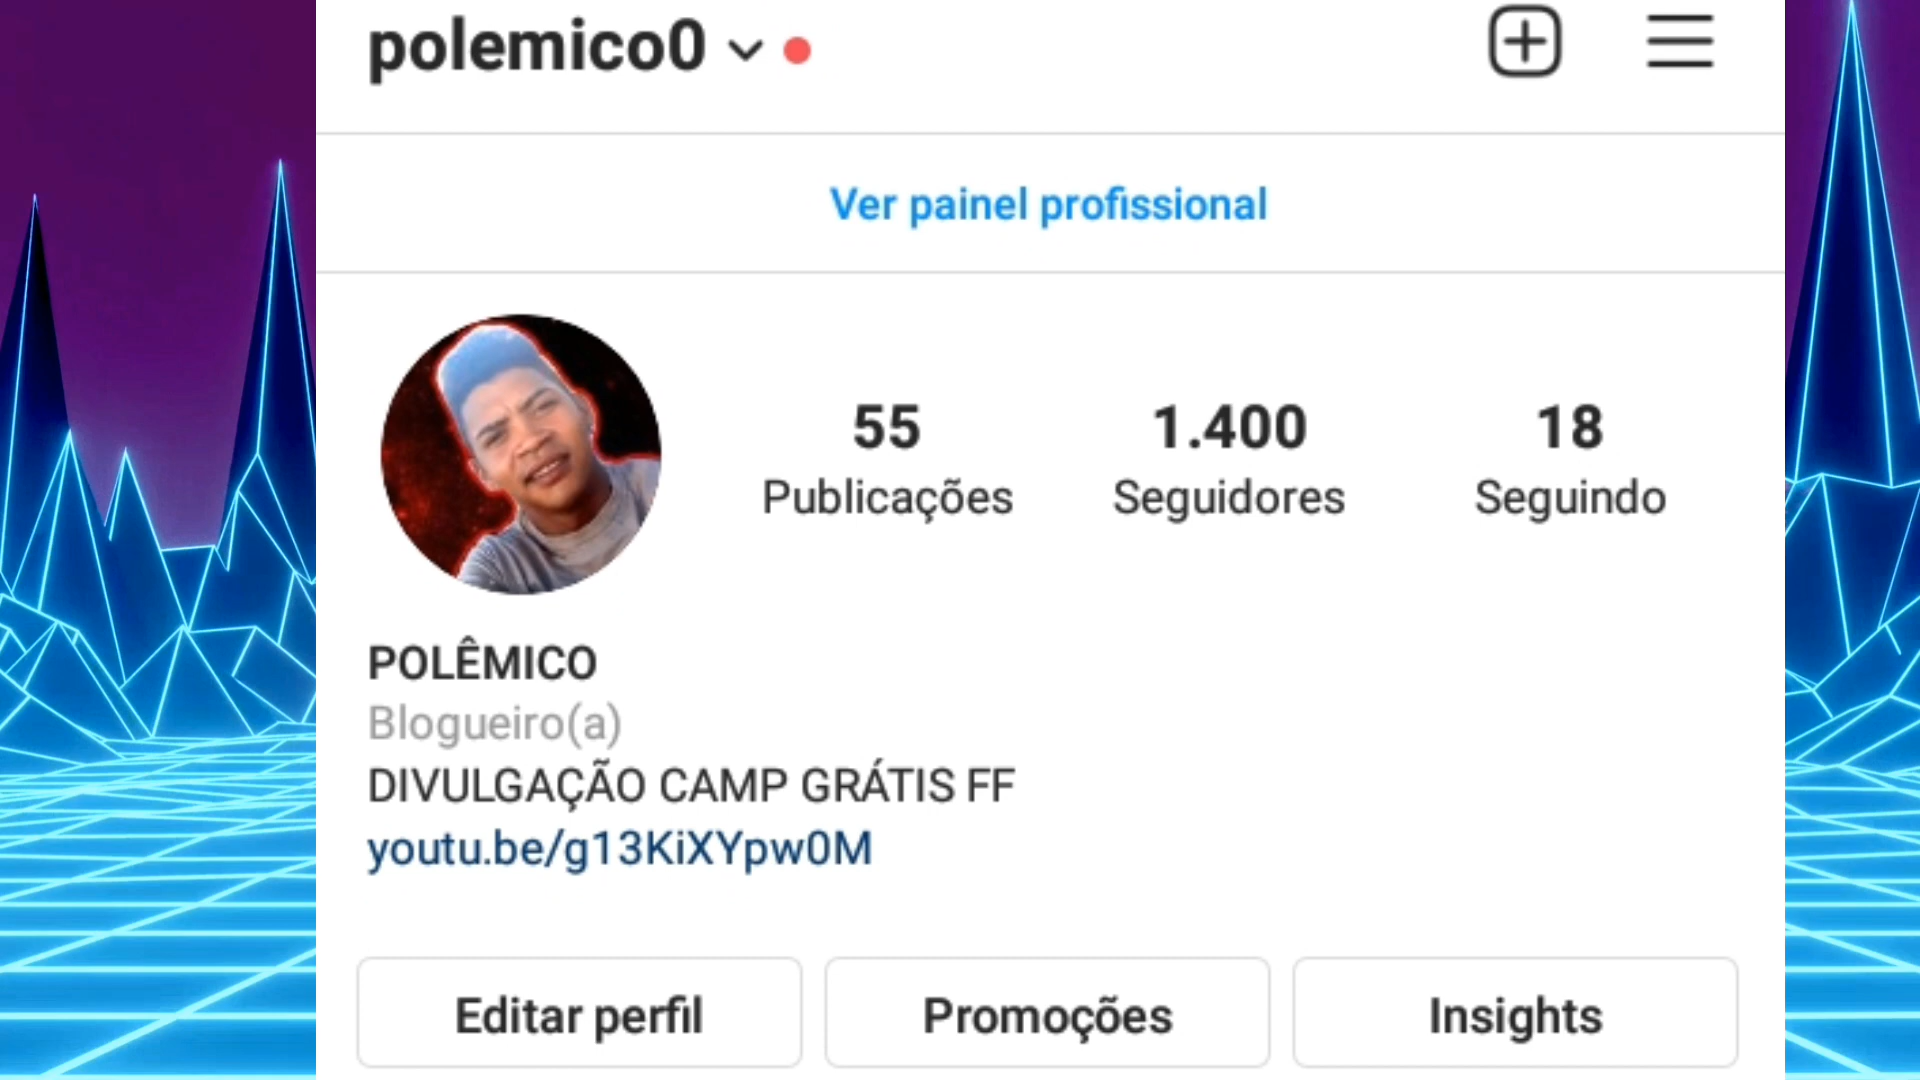 polemico0
Ver painel profissional
55 1.400 18
Publicações Seguidores Seguindo
POLÊMICO
Blogueiro(a)
DIVULGAÇÃO CAMP GRÁTIS FF
youtu.be/g13KiXYpw0M
Editar perfil Promoções Insights